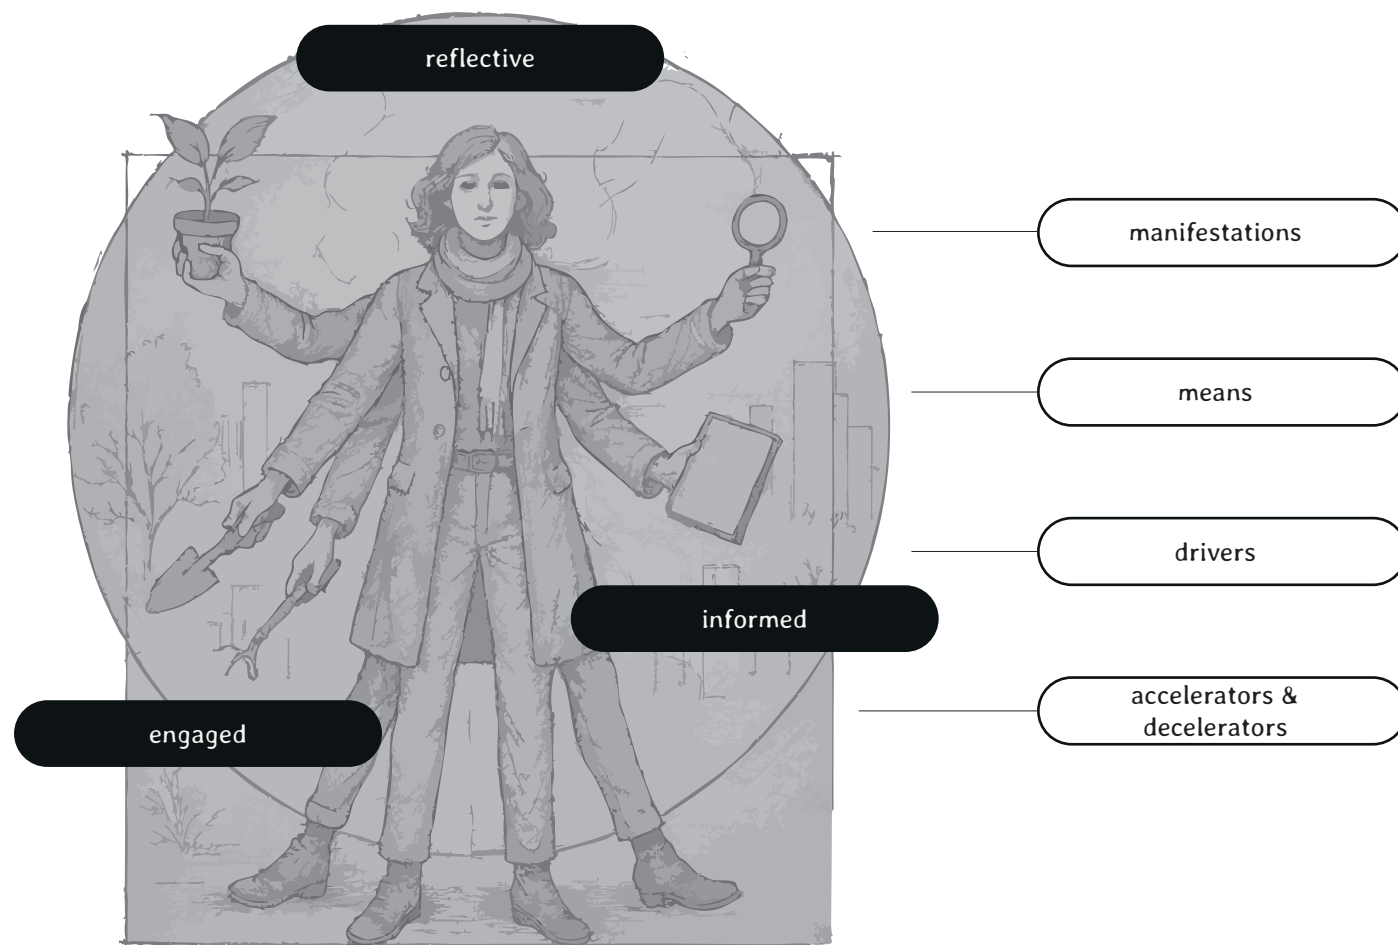 reflective
manifestations
means
drivers
informed
accelerators &
decelerators
engaged